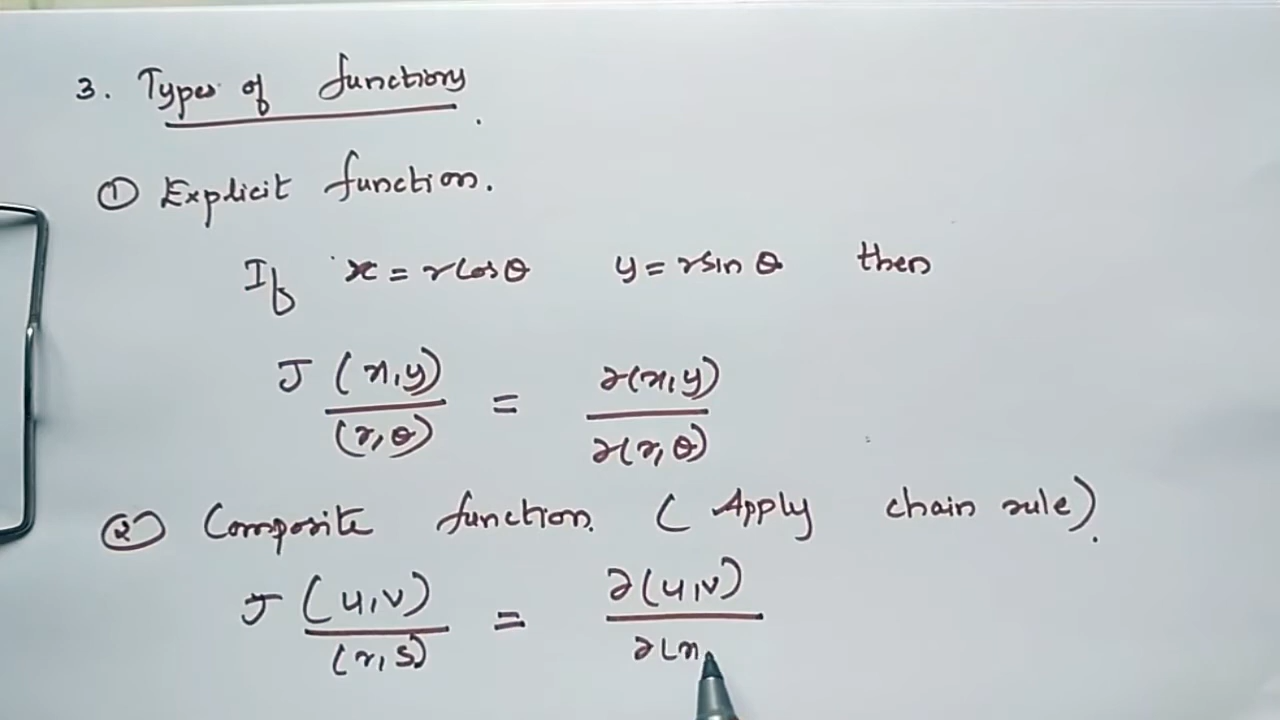 3. Types of functions.
① Explicit function.
If x = r cos θ y = r sin θ then
J (x,y)/(r,θ) = ∂(x,y)/∂(r,θ)
② Composite function. (Apply chain rule).
J (u,v)/(r,s) = ∂(u,v)/∂(x,